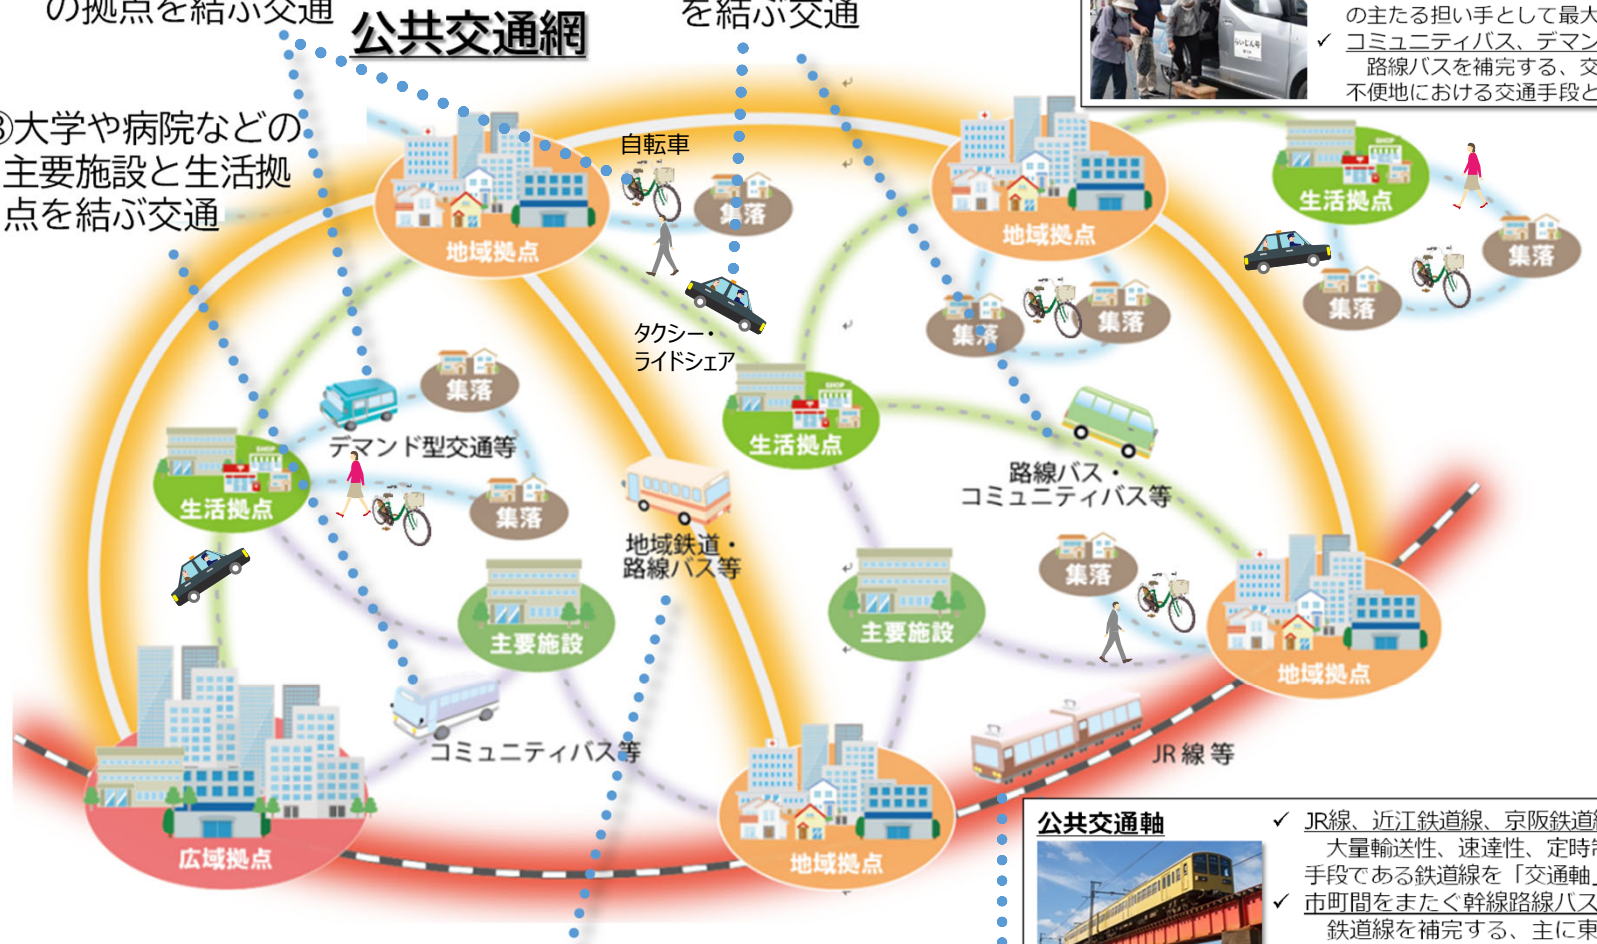 の拠点を結ぶ交通
を結ぶ交通
公共交通網
の主たる担い手として最大
コミュニティバス、デマン
路線バスを補完する、交
不便地における交通手段と
③大学や病院などの
主要施設と生活拠
点を結ぶ交通
自転車
SHOP
生活拠点
集落
地域拠点
地域拠点
集落
集落
集落
集落
タクシー・
ライドシェア
集落
SHOP
生活拠点
デマンド型交通等
SHOP
生活拠点
集落
路線バス・
コミュニティバス等
地域鉄道・
路線バス等
集落
主要施設
主要施設
地域拠点
コミュニティバス等
JR線等
広域拠点
地域拠点
公共交通軸
JR線、近江鉄道線、京阪鉄道線
大量輸送性、速達性、定時
手段である鉄道線を「交通軸」
市町間をまたぐ幹線路線バス
鉄道線を補完する、主に東